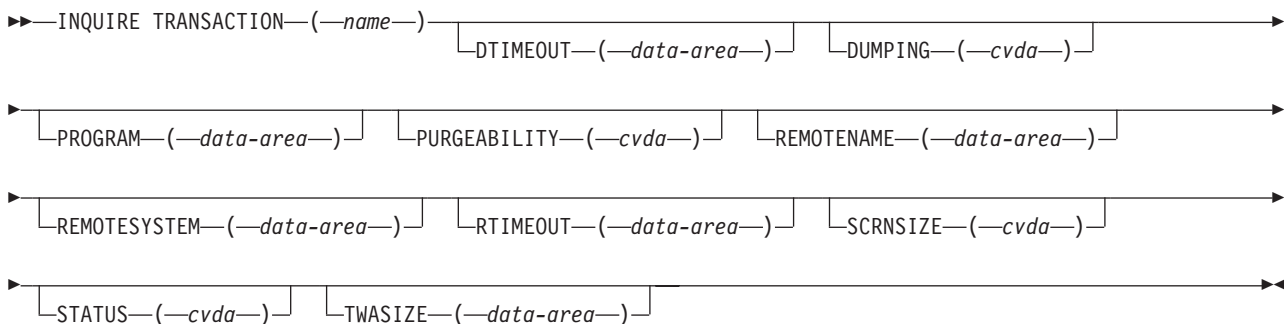 INQUIRE TRANSACTION ( name )
DTIMEOUT ( data-area ) DUMPING ( cvda )
PROGRAM ( data-area ) PURGEABILITY ( cvda ) REMOTENAME ( data-area )
REMOTESYSTEM ( data-area ) RTIMEOUT ( data-area ) SCRNSIZE ( cvda )
STATUS ( cvda ) TWASIZE ( data-area )